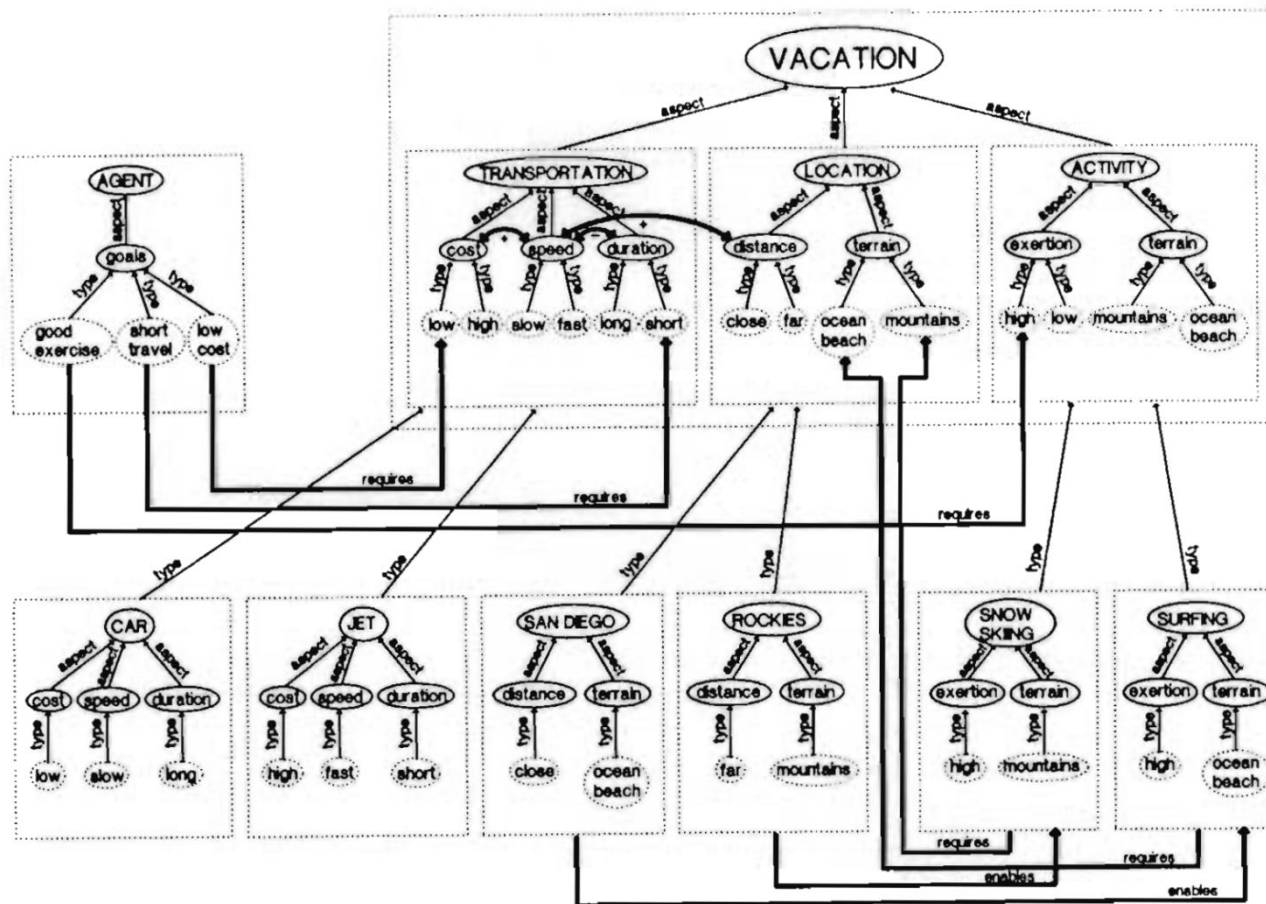 VACATION
aspect
aspect
aspect
AGENT
aspect
goals
type
type
type
good exercise
short travel
low cost
TRANSPORTATION
aspect
aspect
aspect
cost
+
speed
-
duration
+
type
type
type
type
type
type
low
high
slow
fast
long
short
LOCATION
aspect
aspect
distance
terrain
type
type
type
type
close
far
ocean beach
mountains
ACTIVITY
aspect
aspect
exertion
terrain
type
type
type
type
high
low
mountains
ocean beach
requires
requires
requires
type
type
type
type
type
type
CAR
aspect
aspect
aspect
cost
speed
duration
type
type
type
low
slow
long
JET
aspect
aspect
aspect
cost
speed
duration
type
type
type
high
fast
short
SAN DIEGO
aspect
aspect
distance
terrain
type
type
close
ocean beach
ROCKIES
aspect
aspect
distance
terrain
type
type
far
mountains
SNOW SKIING
aspect
aspect
exertion
terrain
type
type
high
mountains
SURFING
aspect
aspect
exertion
terrain
type
type
high
ocean beach
requires
requires
enables
enables